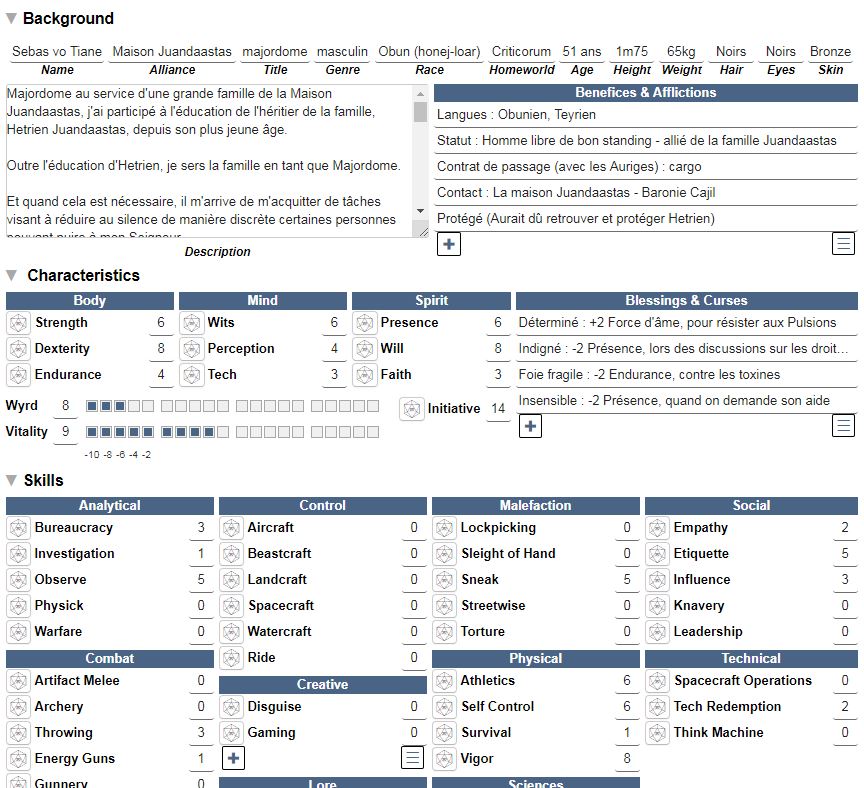 Background
Sebas vo Tiane Maison Juandaastas majordome masculin Obun (honej-loar) Criticorum 51 ans 1m75 65kg Noirs Noirs Bronze
Name Alliance Title Genre Race Homeworld Age Height Weight Hair Eyes Skin
Majordome au service d'une grande famille de la Maison
Juandaastas, j'ai participé à l'éducation de l'héritier de la famille,
Hetrien Juandaastas, depuis son plus jeune âge.
Outre l'éducation d'Hetrien, je sers la famille en tant que Majordome.
Et quand cela est nécessaire, il m'arrive de m'acquitter de tâches
visant à réduire au silence de manière discrète certaines personnes
pouvant nuire à mon Seigneur
Description
Benefices & Afflictions
Langues : Obunien, Teyrien
Statut : Homme libre de bon standing - allié de la famille Juandaastas
Contrat de passage (avec les Auriges) : cargo
Contact : La maison Juandaastas - Baronie Cajil
Protégé (Aurait dû retrouver et protéger Hetrien)
Characteristics
Body
Strength 6
Dexterity 8
Endurance 4
Mind
Wits 6
Perception 4
Tech 3
Spirit
Presence 6
Will 8
Faith 3
Blessings & Curses
Déterminé : +2 Force d'âme, pour résister aux Pulsions
Indigné : -2 Présence, lors des discussions sur les droit...
Foie fragile : -2 Endurance, contre les toxines
Insensible : -2 Présence, quand on demande son aide
Wyrd 8
Vitality 9
-10 -8 -6 -4 -2
Initiative 14
Skills
Analytical
Bureaucracy 3
Investigation 1
Observe 5
Physick 0
Warfare 0
Combat
Artifact Melee 0
Archery 0
Throwing 3
Energy Guns 1
Gunnery 0
Control
Aircraft 0
Beastcraft 0
Landcraft 0
Spacecraft 0
Watercraft 0
Ride 0
Creative
Disguise 0
Gaming 0
Lore
Malefaction
Lockpicking 0
Sleight of Hand 0
Sneak 5
Streetwise 0
Torture 0
Physical
Athletics 6
Self Control 6
Survival 1
Vigor 8
Sciences
Social
Empathy 2
Etiquette 5
Influence 3
Knavery 0
Leadership 0
Technical
Spacecraft Operations 0
Tech Redemption 2
Think Machine 0